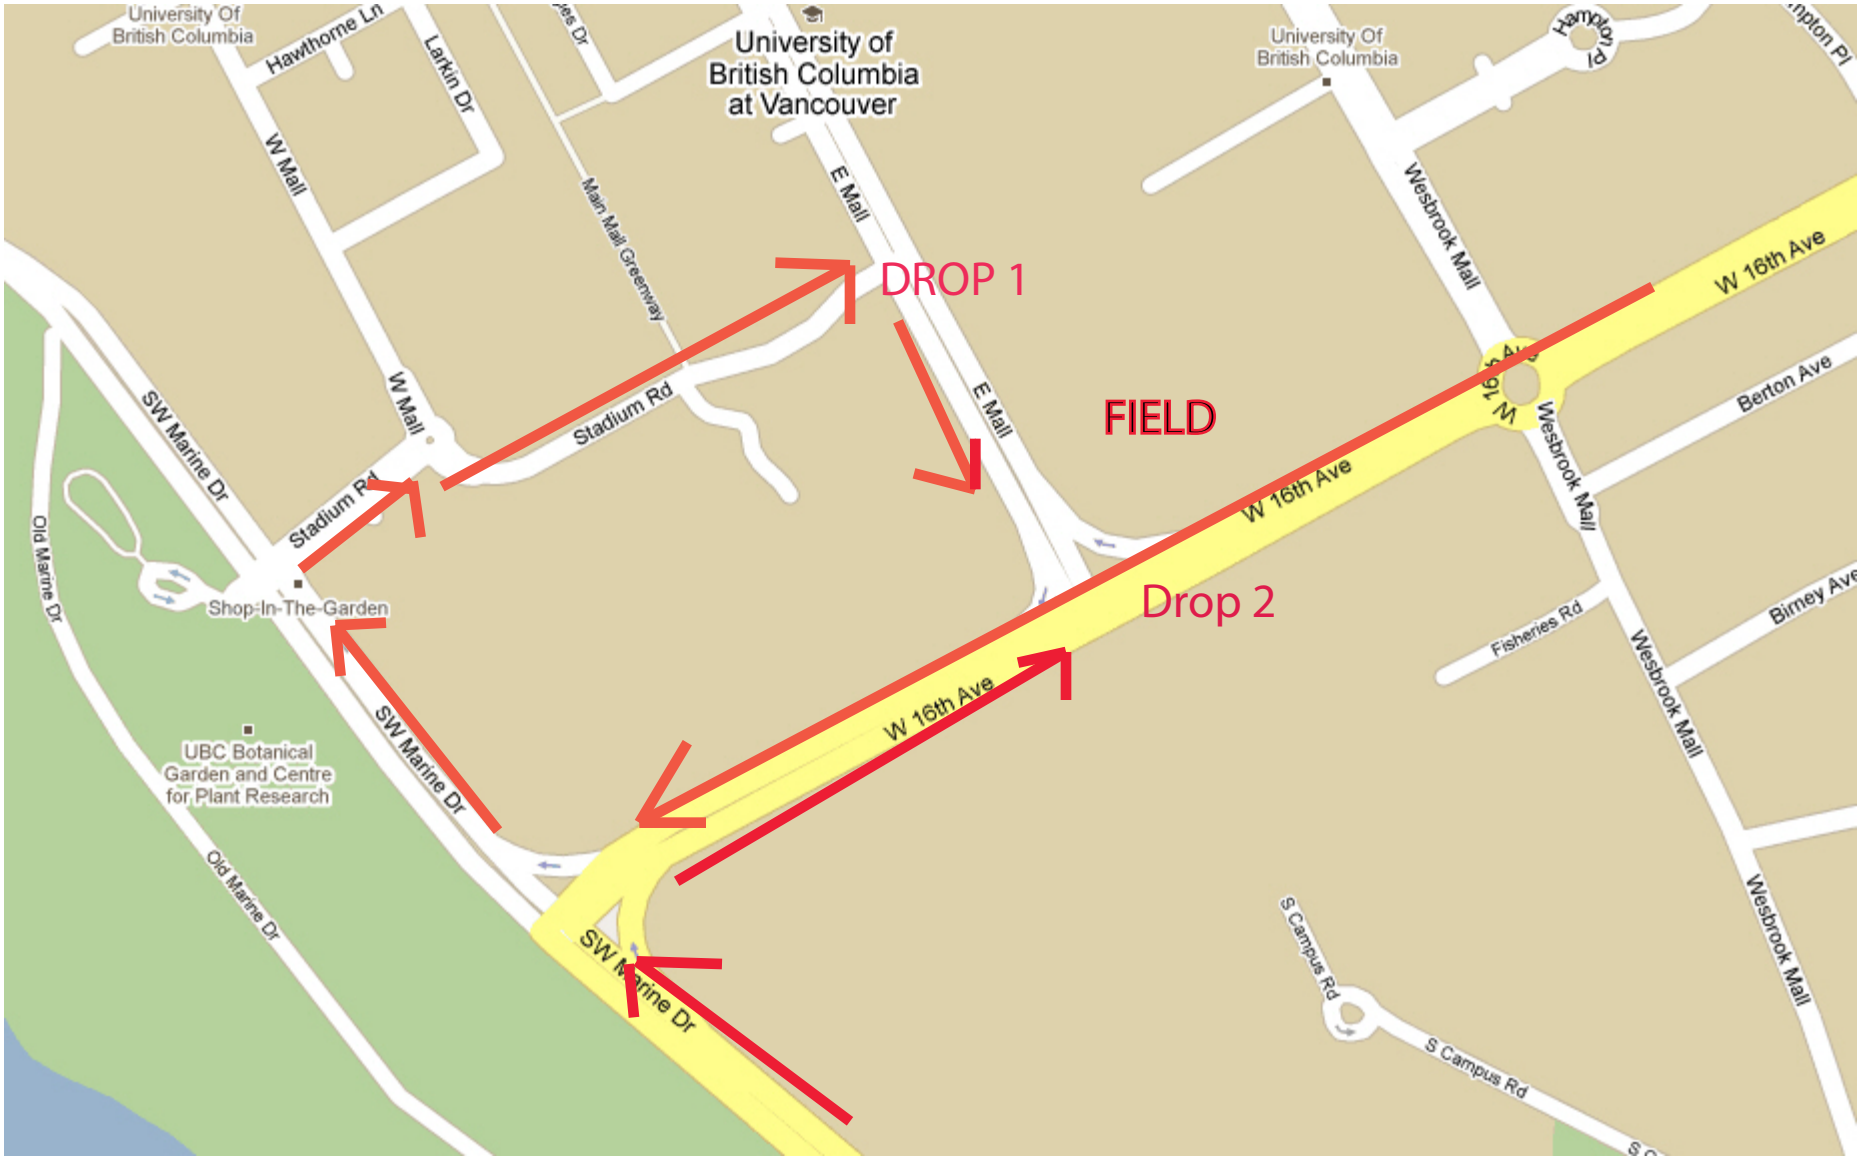 University Of
British Columbia
Hawthorne Ln
Larkin Dr
es Dr
University of
British Columbia
at Vancouver
University Of
British Columbia
Hampton Pl
mpton Pl
W Mall
Main Mall Greenway
E Mall
Wesbrook Mall
W 16th Ave
DROP 1
W 16th Ave
Berton Ave
SW Marine Dr
W Mall
Stadium Rd
E Mall
FIELD
Wesbrook Mall
W 16th Ave
Stadium Rd
Old Marine Dr
Shop-In-The-Garden
Drop 2
Fisheries Rd
Birney Ave
Wesbrook Mall
W 16th Ave
SW Marine Dr
UBC Botanical
Garden and Centre
for Plant Research
Old Marine Dr
SW Marine Dr
S Campus Rd
Wesbrook Mall
S Campus Rd
S C